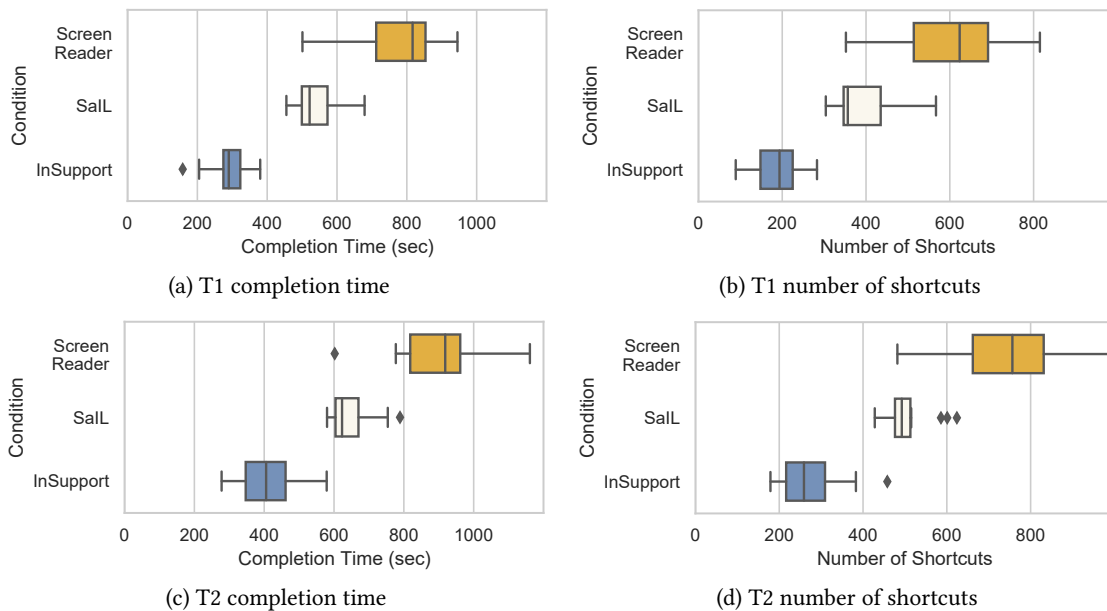 Screen
Reader
SaIL
InSupport
Condition
0 200 400 600 800 1000
Completion Time (sec)
(a) T1 completion time
Screen
Reader
SaIL
InSupport
Condition
0 200 400 600 800
Number of Shortcuts
(b) T1 number of shortcuts
Screen
Reader
SaIL
InSupport
Condition
0 200 400 600 800 1000
Completion Time (sec)
(c) T2 completion time
Screen
Reader
SaIL
InSupport
Condition
0 200 400 600 800
Number of Shortcuts
(d) T2 number of shortcuts